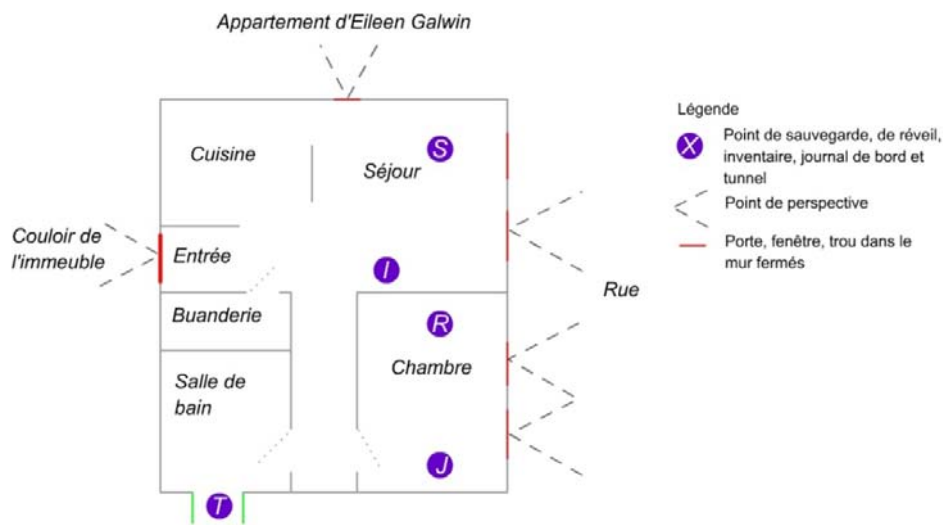 Appartement d'Eileen Galwin
Légende
X
Point de sauvegarde, de réveil,
inventaire, journal de bord et
tunnel
Point de perspective
Porte, fenêtre, trou dans le
mur fermés
Cuisine
S
Séjour
Couloir de
l'immeuble
Entrée
I
Rue
Buanderie
R
Chambre
Salle de
bain
J
T